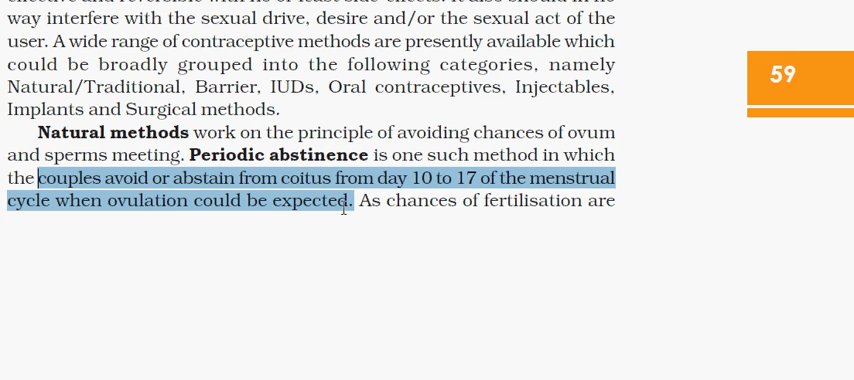 way interfere with the sexual drive, desire and/or the sexual act of the
user. A wide range of contraceptive methods are presently available which
could be broadly grouped into the following categories, namely
Natural/Traditional, Barrier, IUDs, Oral contraceptives, Injectables,
Implants and Surgical methods.
Natural methods work on the principle of avoiding chances of ovum
and sperms meeting. Periodic abstinence is one such method in which
the couples avoid or abstain from coitus from day 10 to 17 of the menstrual
cycle when ovulation could be expected. As chances of fertilisation are
59